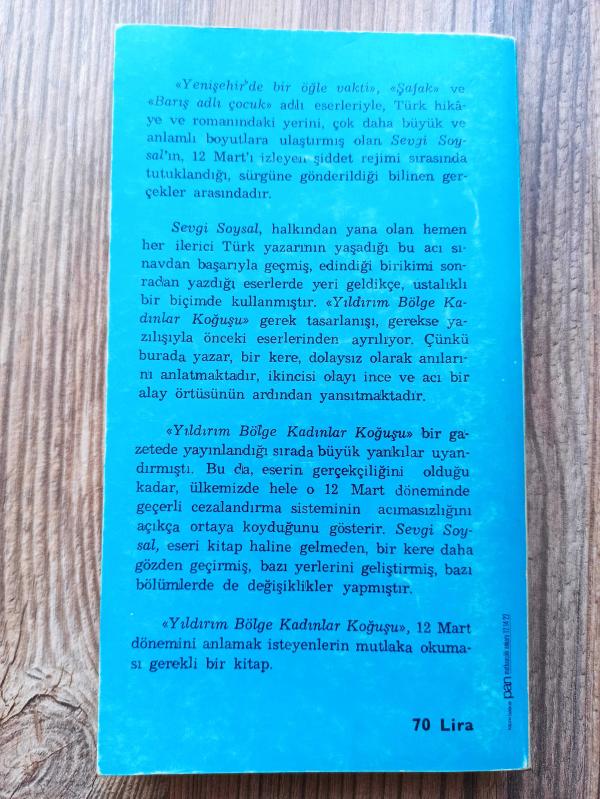 «Yenişehir'de bir öğle vakti», «Şafak» ve
«Barış adlı çocuk» adlı eserleriyle, Türk hikâ-
ye ve romanındaki yerini, çok daha büyük ve
anlamlı boyutlara ulaştırmış olan Sevgi Soy-
sal'ın, 12 Mart'ı izleyen şiddet rejimi sırasında
tutuklandığı, sürgüne gönderildiği bilinen ger-
çekler arasındadır.
Sevgi Soysal, halkından yana olan hemen
her ilerici Türk yazarının yaşadığı bu acı sı-
navdan başarıyla geçmiş, edindiği birikimi son-
radan yazdığı eserlerde yeri geldikçe, ustalıklı
bir biçimde kullanmıştır. «Yıldırım Bölge Ka-
dınlar Koğuşu» gerek tasarlanışı, gerekse ya-
zılışıyla önceki eserlerinden ayrılıyor. Çünkü
burada yazar, bir kere, dolaysız olarak anıları-
nı anlatmaktadır, ikincisi olayı ince ve acı bir
alay örtüsünün ardından yansıtmaktadır.
«Yıldırım Bölge Kadınlar Koğuşu» bir ga-
zetede yayınlandığı sırada büyük yankılar uyan-
dırmıştı. Bu da, eserin gerçekçiliğini olduğu
kadar, ülkemizde hele o 12 Mart döneminde
geçerli cezalandırma sisteminin acımasızlığını
açıkça ortaya koyduğunu gösterir. Sevgi Soy-
sal, eseri kitap haline gelmeden, bir kere daha
gözden geçirmiş, bazı yerlerini geliştirmiş, bazı
bölümlerde de değişiklikler yapmıştır.
«Yıldırım Bölge Kadınlar Koğuşu», 12 Mart
dönemini anlamak isteyenlerin mutlaka okuma-
sı gerekli bir kitap.
70 Lira
pan